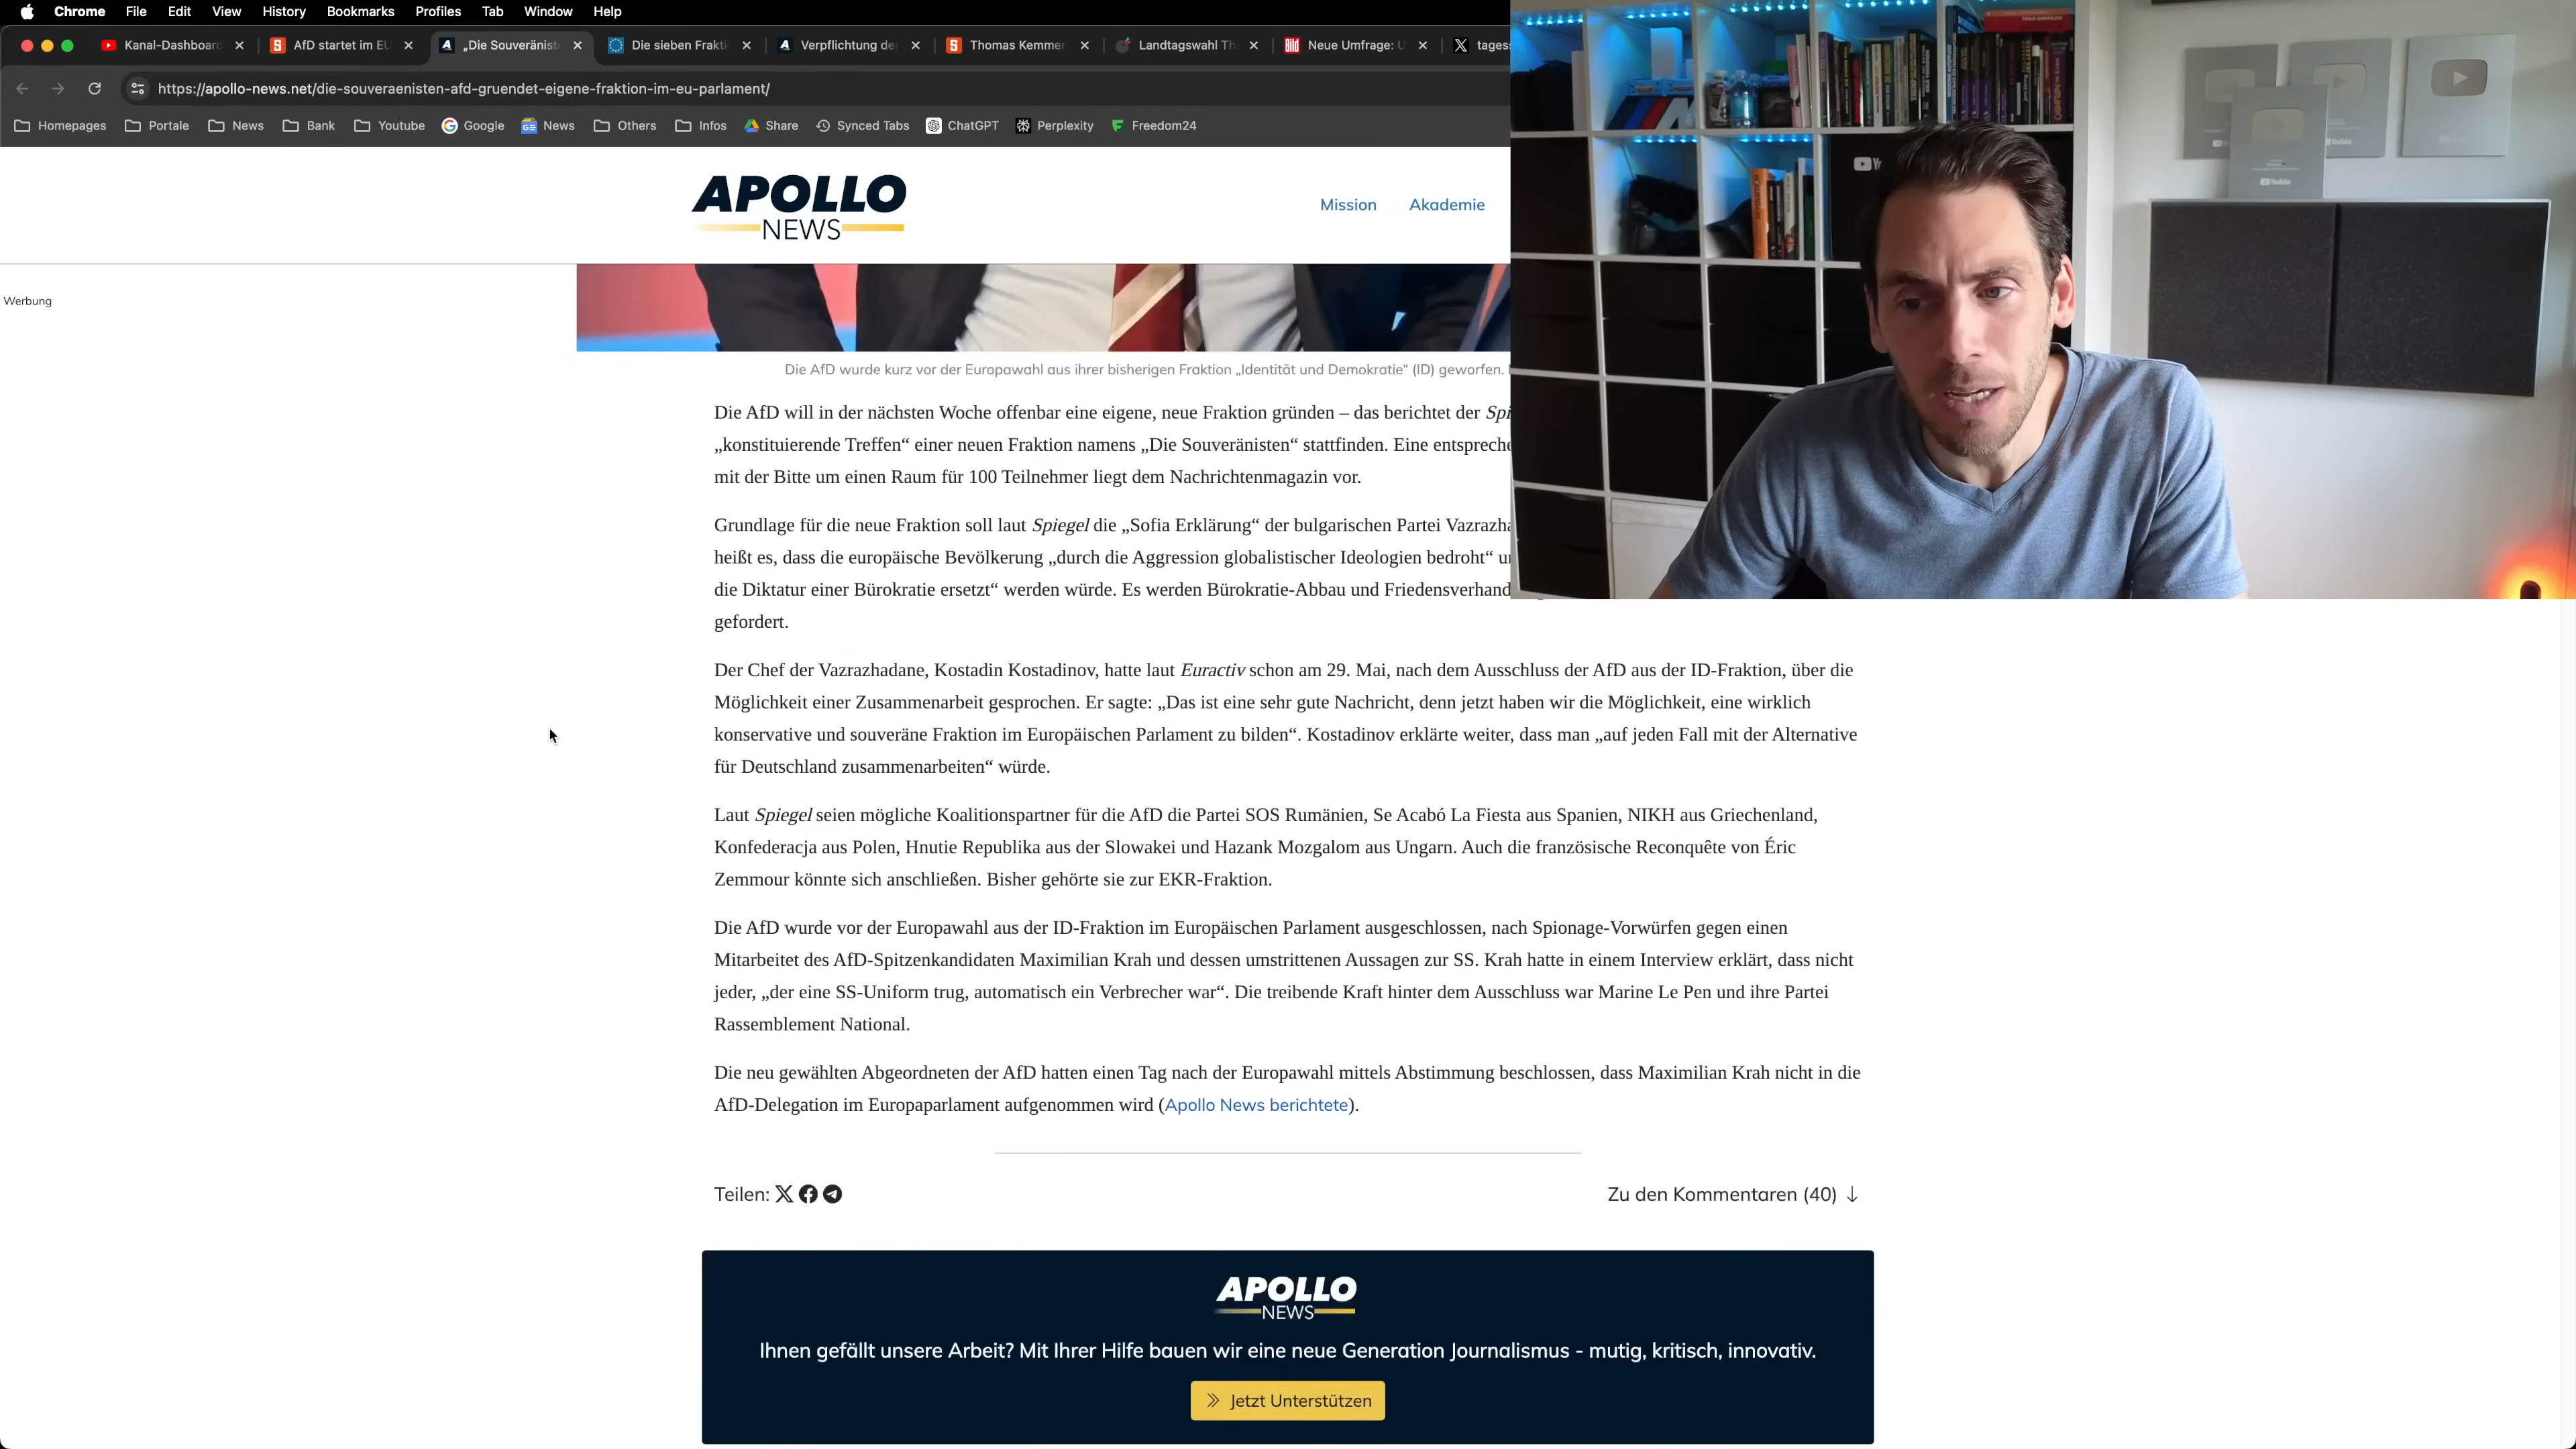 Chrome File Edit View History Bookmarks Profiles Tab Window Help
Kanal-Dashboard AfD startet im EU „Die Souveränist Die sieben Frakti Verpflichtung de Thomas Kemmer Landtagswahl Th BILD Neue Umfrage: U tagess
https://apollo-news.net/die-souveraenisten-afd-gruendet-eigene-fraktion-im-eu-parlament/
Homepages Portale News Bank Youtube Google News Others Infos Share Synced Tabs ChatGPT Perplexity Freedom24
APOLLO
NEWS
Mission Akademie
Werbung
Die AfD wurde kurz vor der Europawahl aus ihrer bisherigen Fraktion „Identität und Demokratie“ (ID) geworfen.
Die AfD will in der nächsten Woche offenbar eine eigene, neue Fraktion gründen – das berichtet der Spi
„konstituierende Treffen“ einer neuen Fraktion namens „Die Souveränisten“ stattfinden. Eine entspreche
mit der Bitte um einen Raum für 100 Teilnehmer liegt dem Nachrichtenmagazin vor.
Grundlage für die neue Fraktion soll laut Spiegel die „Sofia Erklärung“ der bulgarischen Partei Vazrazha
heißt es, dass die europäische Bevölkerung „durch die Aggression globalistischer Ideologien bedroht“ u
die Diktatur einer Bürokratie ersetzt“ werden würde. Es werden Bürokratie-Abbau und Friedensverhand
gefordert.
Der Chef der Vazrazhadane, Kostadin Kostadinov, hatte laut Euractiv schon am 29. Mai, nach dem Ausschluss der AfD aus der ID-Fraktion, über die
Möglichkeit einer Zusammenarbeit gesprochen. Er sagte: „Das ist eine sehr gute Nachricht, denn jetzt haben wir die Möglichkeit, eine wirklich
konservative und souveräne Fraktion im Europäischen Parlament zu bilden“. Kostadinov erklärte weiter, dass man „auf jeden Fall mit der Alternative
für Deutschland zusammenarbeiten“ würde.
Laut Spiegel seien mögliche Koalitionspartner für die AfD die Partei SOS Rumänien, Se Acabó La Fiesta aus Spanien, NIKH aus Griechenland,
Konfederacja aus Polen, Hnutie Republika aus der Slowakei und Hazank Mozgalom aus Ungarn. Auch die französische Reconquête von Éric
Zemmour könnte sich anschließen. Bisher gehörte sie zur EKR-Fraktion.
Die AfD wurde vor der Europawahl aus der ID-Fraktion im Europäischen Parlament ausgeschlossen, nach Spionage-Vorwürfen gegen einen
Mitarbeitet des AfD-Spitzenkandidaten Maximilian Krah und dessen umstrittenen Aussagen zur SS. Krah hatte in einem Interview erklärt, dass nicht
jeder, „der eine SS-Uniform trug, automatisch ein Verbrecher war“. Die treibende Kraft hinter dem Ausschluss war Marine Le Pen und ihre Partei
Rassemblement National.
Die neu gewählten Abgeordneten der AfD hatten einen Tag nach der Europawahl mittels Abstimmung beschlossen, dass Maximilian Krah nicht in die
AfD-Delegation im Europaparlament aufgenommen wird (Apollo News berichtete).
Teilen:
Zu den Kommentaren (40) ↓
APOLLO
NEWS
Ihnen gefällt unsere Arbeit? Mit Ihrer Hilfe bauen wir eine neue Generation Journalismus - mutig, kritisch, innovativ.
Jetzt Unterstützen